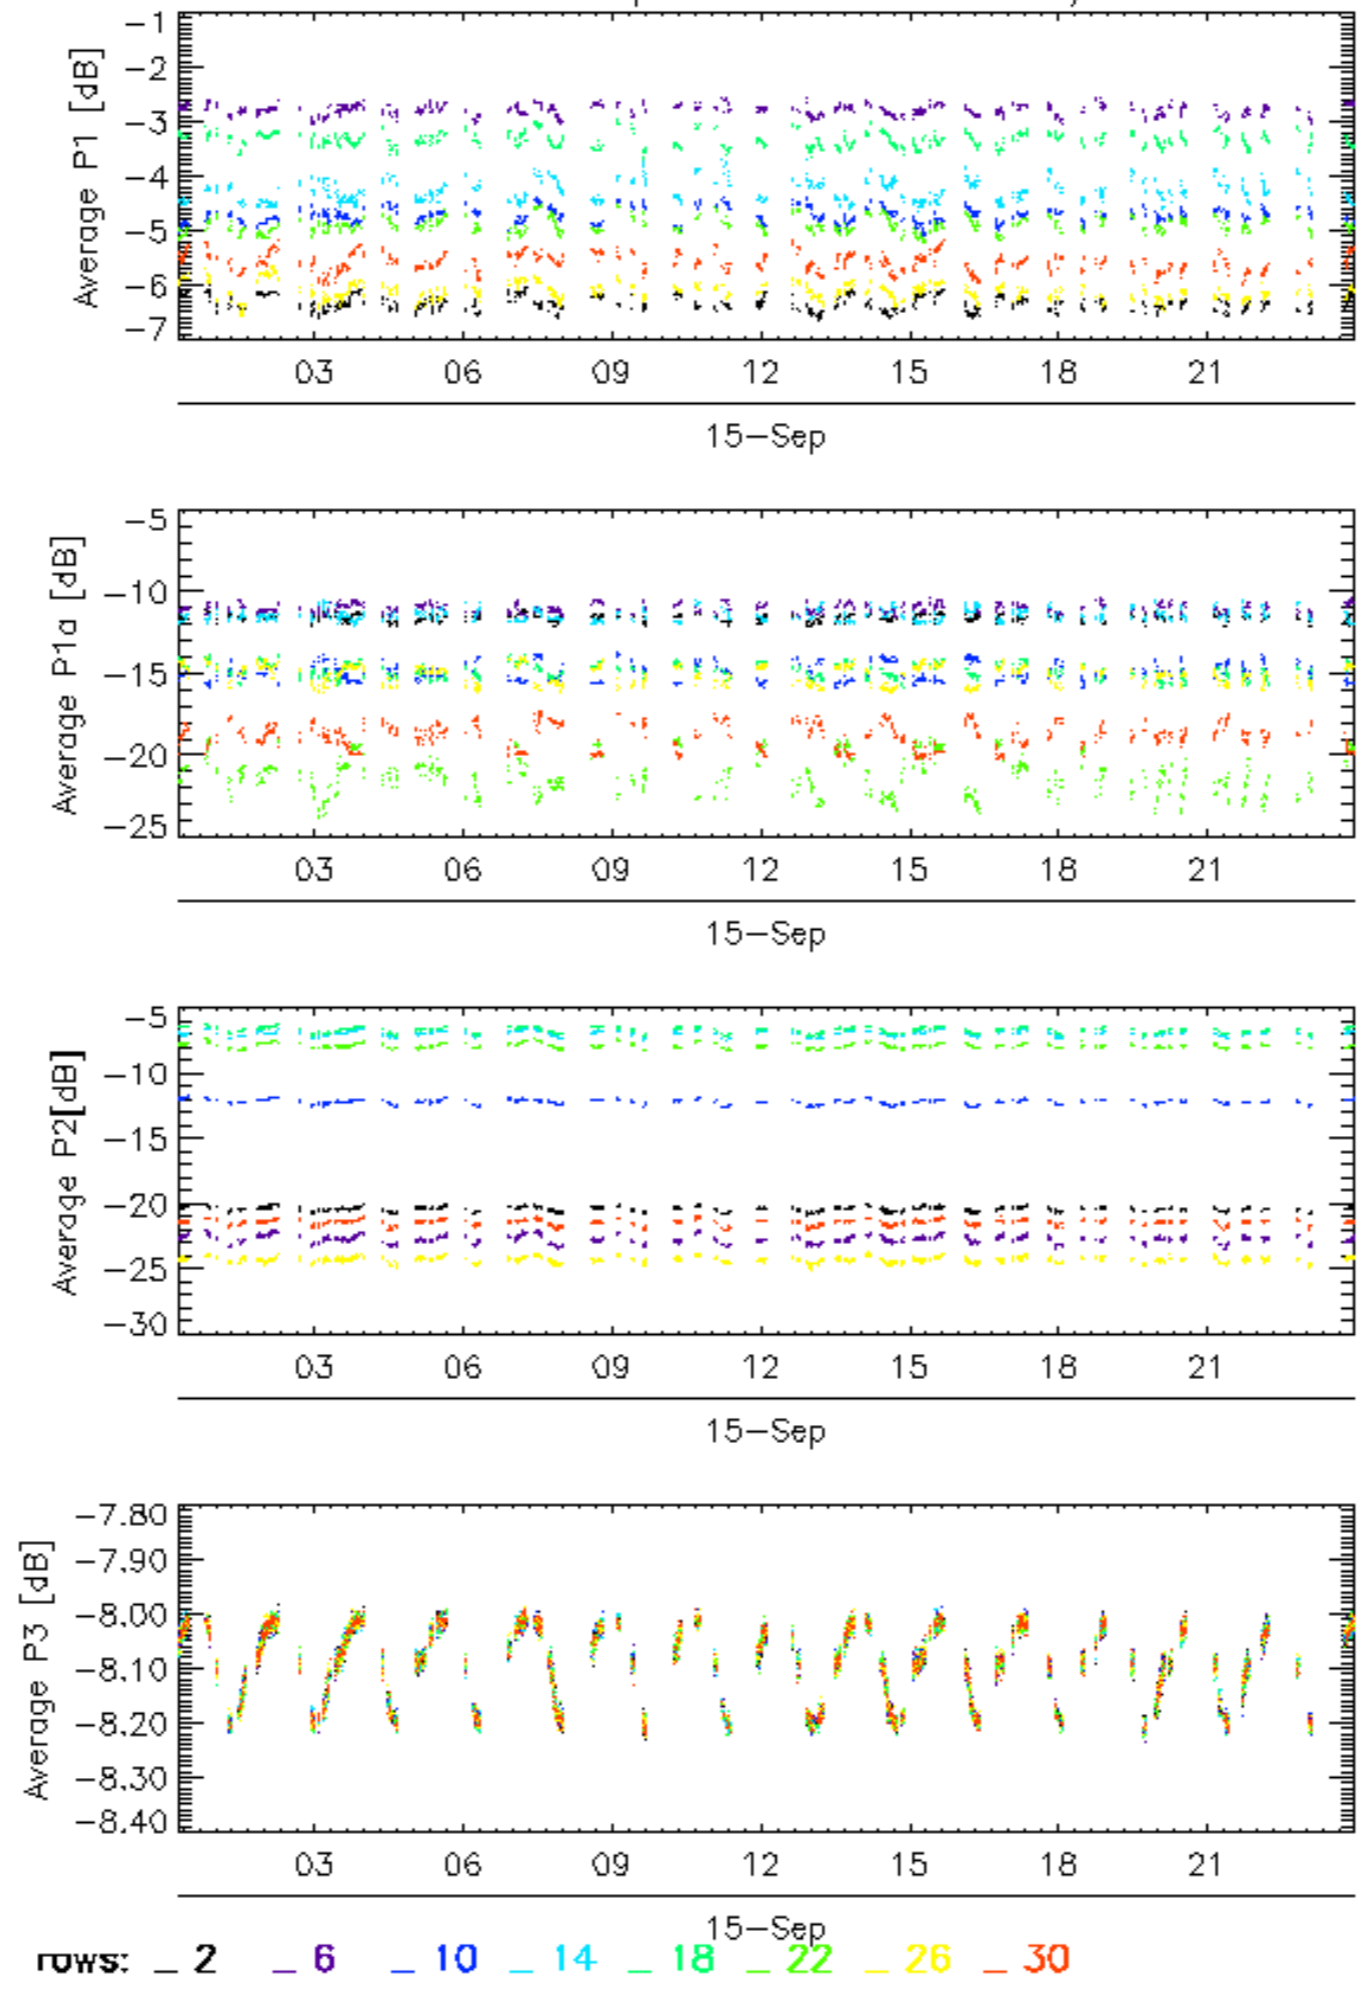 Average P1 [dB]
-1
-2
-3
-4
-5
-6
-7
03 06 09 12 15 18 21
15-Sep
Average P1a [dB]
-5
-10
-15
-20
-25
03 06 09 12 15 18 21
15-Sep
Average P2[dB]
-5
-10
-15
-20
-25
-30
03 06 09 12 15 18 21
15-Sep
Average P3 [dB]
-7.80
-7.90
-8.00
-8.10
-8.20
-8.30
-8.40
03 06 09 12 15 18 21
15-Sep
rows: _ 2 _ 6 _ 10 _ 14 _ 18 _ 22 _ 26 _ 30